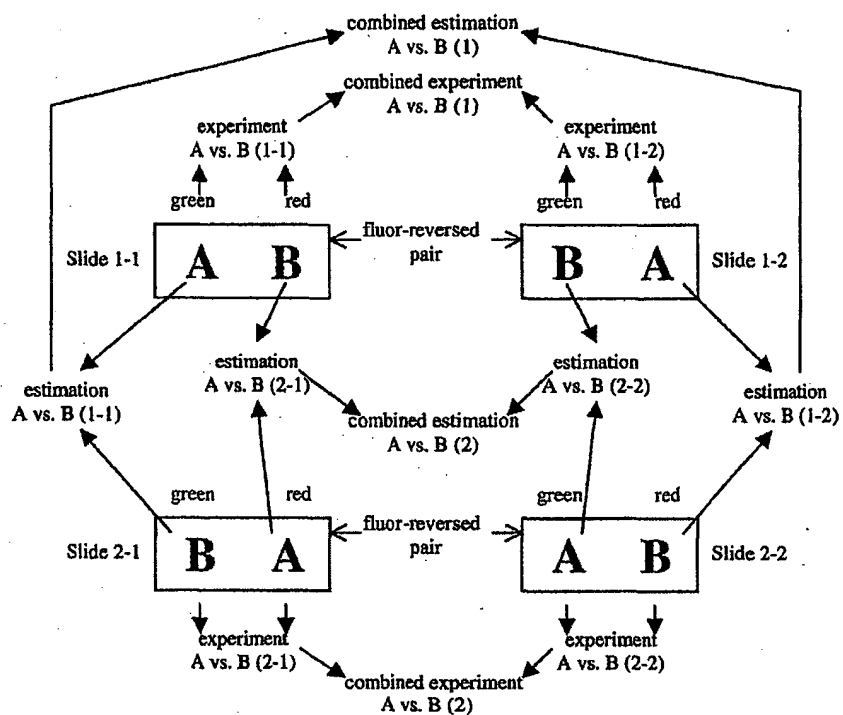 combined estimation
A vs. B (1)
combined experiment
A vs. B (1)
experiment
A vs. B (1-1)
experiment
A vs. B (1-2)
green
red
green
red
Slide 1-1
A
B
fluor-reversed
pair
B
A
Slide 1-2
estimation
A vs. B (1-1)
estimation
A vs. B (2-1)
combined estimation
A vs. B (2)
estimation
A vs. B (2-2)
estimation
A vs. B (1-2)
green
red
green
red
Slide 2-1
B
A
fluor-reversed
pair
A
B
Slide 2-2
experiment
A vs. B (2-1)
experiment
A vs. B (2-2)
combined experiment
A vs. B (2)